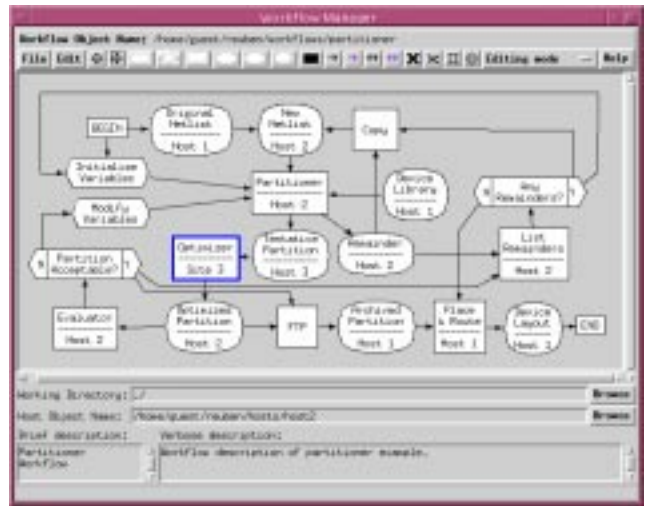 Workflow Manager
Workflow Object Name: /home/guest/reuben/workflows/partitioner
File Edit Editing mode Help
BEGIN
Original Netlist
Host 1
New Netlist
Host 2
Copy
Initialize Variables
Partitioner
Host 2
Device Library
Host 1
N Any Remainders? Y
Modify Variables
Optimizer
Site 3
Tentative Partition
Host 3
Remainder
Host 2
List Remainders
Host 2
N Partition Acceptable? Y
Evaluator
Host 2
Optimized Partition
Host 2
FTP
Archived Partition
Host 1
Place & Route
Host 1
Device Layout
Host 1
END
Working Directory: ./
Browse
Host Object Name: /home/guest/reuben/hosts/host2
Browse
Brief description: Verbose description:
Partitioner Workflow
Workflow description of partitioner example.